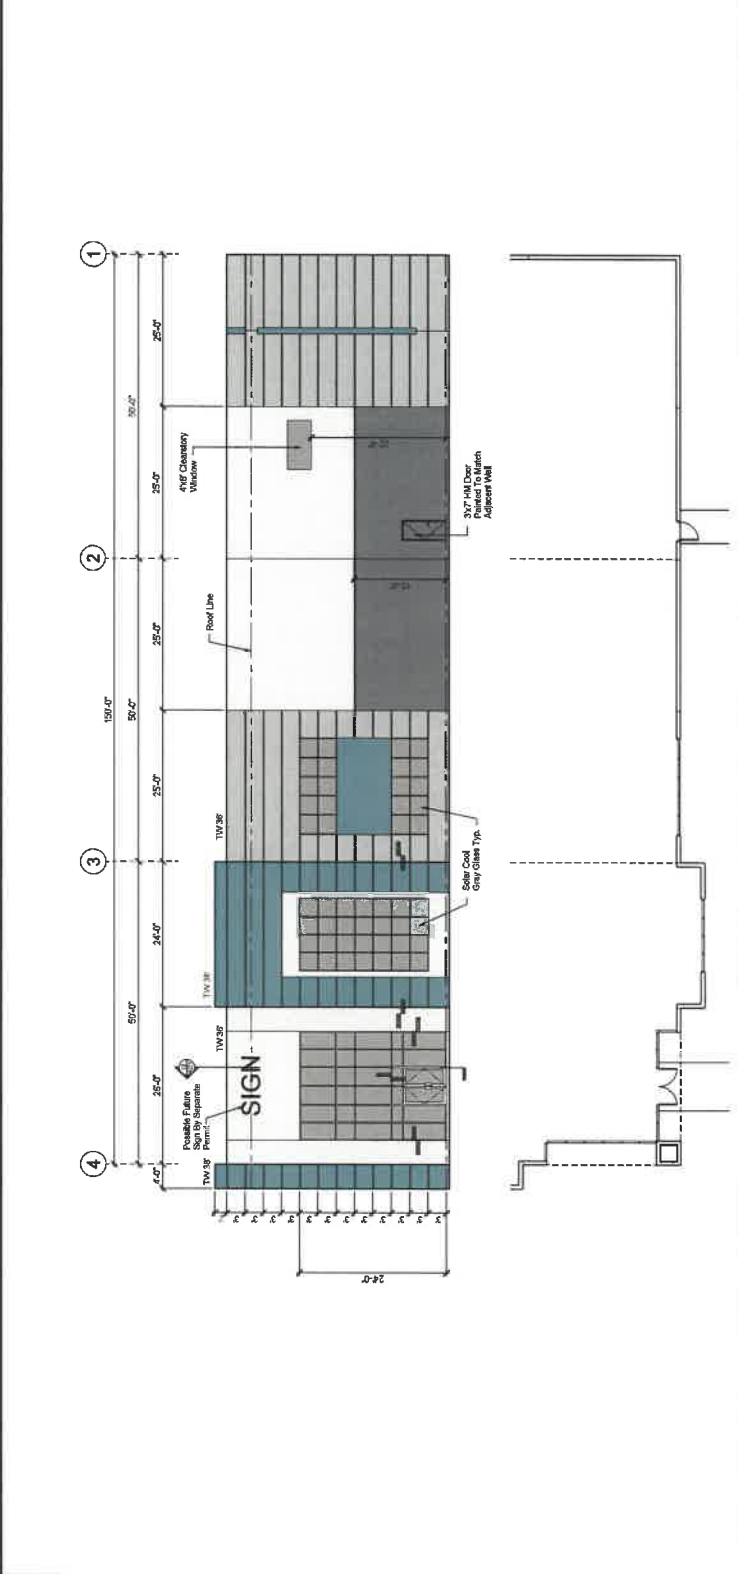 4
3
2
1
150'-0"
50'-0"
50'-0"
50'-0"
4'-0"
26'-0"
24'-0"
25'-0"
25'-0"
25'-0"
25'-0"
TW 38'
Possible Future
Sign By Separate
Permit
SIGN
TW 36'
TW 38'
TW 36'
Roof Line
4'x8' Clearstory
Window
24'-0"
Solar Cool
Gray Glass Typ.
3'x7' HM Door
Painted To Match
Adjacent Wall